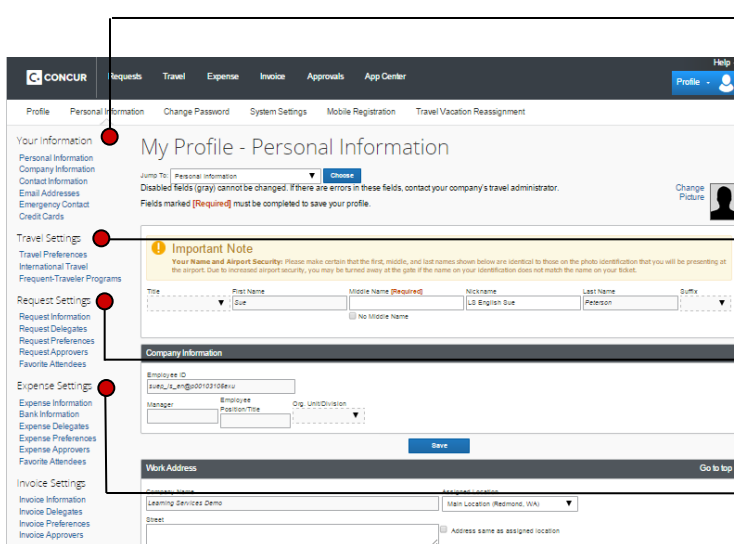 Help
C. CONCUR Requests Travel Expense Invoice Approvals App Center
Profile
Profile Personal Information Change Password System Settings Mobile Registration Travel Vacation Reassignment
Your Information
Personal Information
Company Information
Contact Information
Email Addresses
Emergency Contact
Credit Cards
Travel Settings
Travel Preferences
International Travel
Frequent-Traveler Programs
Request Settings
Request Information
Request Delegates
Request Preferences
Request Approvers
Favorite Attendees
Expense Settings
Expense Information
Bank Information
Expense Delegates
Expense Preferences
Expense Approvers
Favorite Attendees
Invoice Settings
Invoice Information
Invoice Delegates
Invoice Preferences
Invoice Approvers
My Profile - Personal Information
Jump To: Personal Information Choose
Disabled fields (gray) cannot be changed. If there are errors in these fields, contact your company's travel administrator.
Fields marked [Required] must be completed to save your profile.
Change
Picture
Important Note
Your Name and Airport Security: Please make certain that the first, middle, and last names shown below are identical to those on the photo identification that you will be presenting at
the airport. Due to increased airport security, you may be turned away at the gate if the name on your identification does not match the name on your ticket.
Title First Name Middle Name [Required] Nickname Last Name Suffix
Sue LS English Sue Peterson
No Middle Name
Company Information
Employee ID
Manager Employee Position/Title Org. Unit/Division
Save
Work Address Go to top
Company Name Assigned Location
Learning Services Demo Main Location (Redmond, WA)
Street
Address same as assigned location